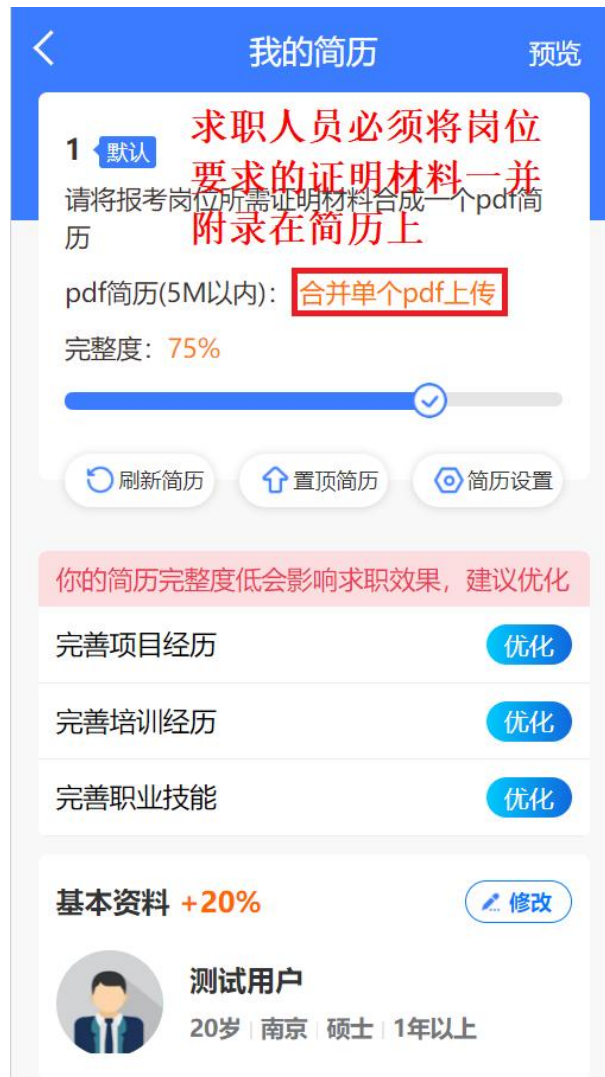 我的简历 预览
1 默认
求职人员必须将岗位
要求的证明材料一并
附录在简历上
请将报考岗位所需证明材料合成一个pdf简
历
pdf简历(5M以内)： 合并单个pdf上传
完整度：75%
刷新简历 置顶简历 简历设置
你的简历完整度低会影响求职效果，建议优化
完善项目经历 优化
完善培训经历 优化
完善职业技能 优化
基本资料 +20% 修改
测试用户
20岁 南京 硕士 1年以上